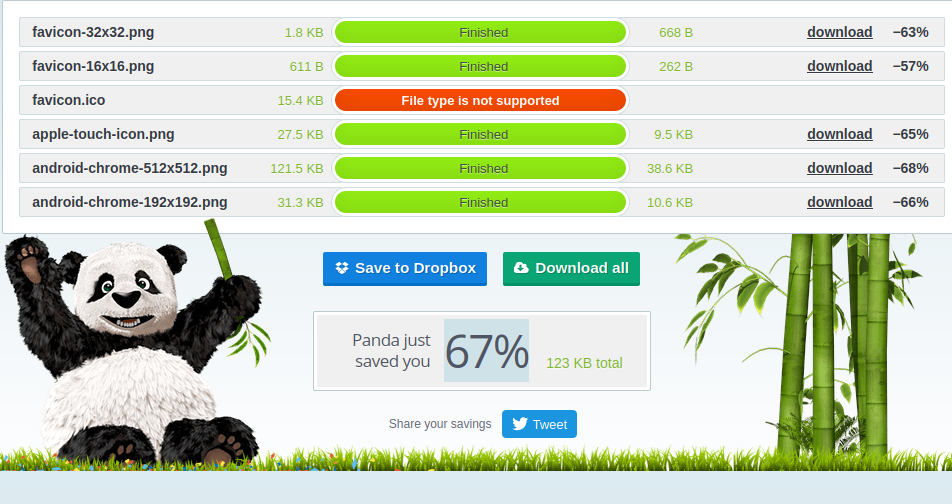 favicon-32x32.png 1.8 KB Finished 668 B download −63%
favicon-16x16.png 611 B Finished 262 B download −57%
favicon.ico 15.4 KB File type is not supported
apple-touch-icon.png 27.5 KB Finished 9.5 KB download −65%
android-chrome-512x512.png 121.5 KB Finished 38.6 KB download −68%
android-chrome-192x192.png 31.3 KB Finished 10.6 KB download −66%
Save to Dropbox Download all
Panda just
saved you 67% 123 KB total
Share your savings Tweet